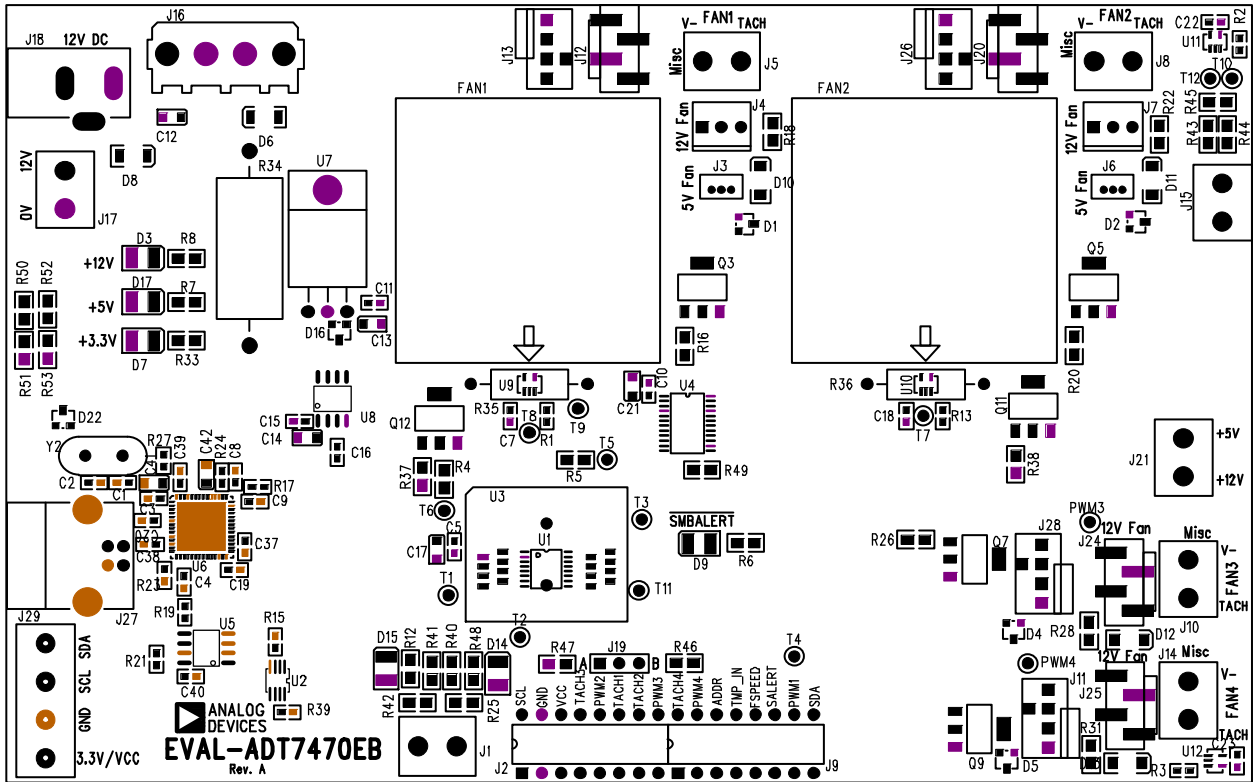 J16
J18 12V DC
J13
J12
V- FAN1 TACH
Misc
J5
J26
J20
V- FAN2 TACH
Misc
J8
C22
R2
U11
T12
T10
FAN1
FAN2
C12
D6
J4
12V Fan
R18
J7
12V Fan
R22
R45
R43
R44
12V
0V
J17
D8
R34
U7
J3
5V Fan
D10
D1
J6
5V Fan
D11
D2
J15
+12V
D3
R8
Q3
Q5
R50
R52
+5V
D17
R7
C11
D16
C13
+3.3V
D7
R33
R51
R53
R16
R20
U9
R35
C7
T8
R1
T9
C21
C10
U4
R36
U10
C18
T7
R13
Q11
D22
C15
C14
U8
C16
Q12
R37
R4
T6
R5
T5
R49
R38
J21
+5V
+12V
Y2
R27
C39
C42
R24
C8
R17
C9
C2
C1
C3
C38
U6
C37
C19
R23
C4
R19
J27
U3
U1
T3
T11
C17
C5
T1
T2
SMBALERT
D9
R6
R26
Q7
J28
PWM3
J24
12V Fan
Misc
V-
FAN3
TACH
J10
D4
R28
D12
PWM4
J29
SDA
SCL
GND
3.3V/VCC
R21
U5
C40
R15
U2
R39
D15
R12
R41
R40
R48
D14
R42
R25
R47
A J19 B
R46
T4
J11
J25
12V Fan
J14 Misc
V-
FAN4
TACH
SCL
GND
VCC
TACH3
PWM2
TACH1
TACH2
PWM3
TACH4
PWM4
ADDR
TMP_IN
FSPEED
SALERT
PWM1
SDA
ANALOG
DEVICES
EVAL-ADT7470EB
Rev. A
J1
J2
J9
Q9
D5
R31
R3
U12
C23